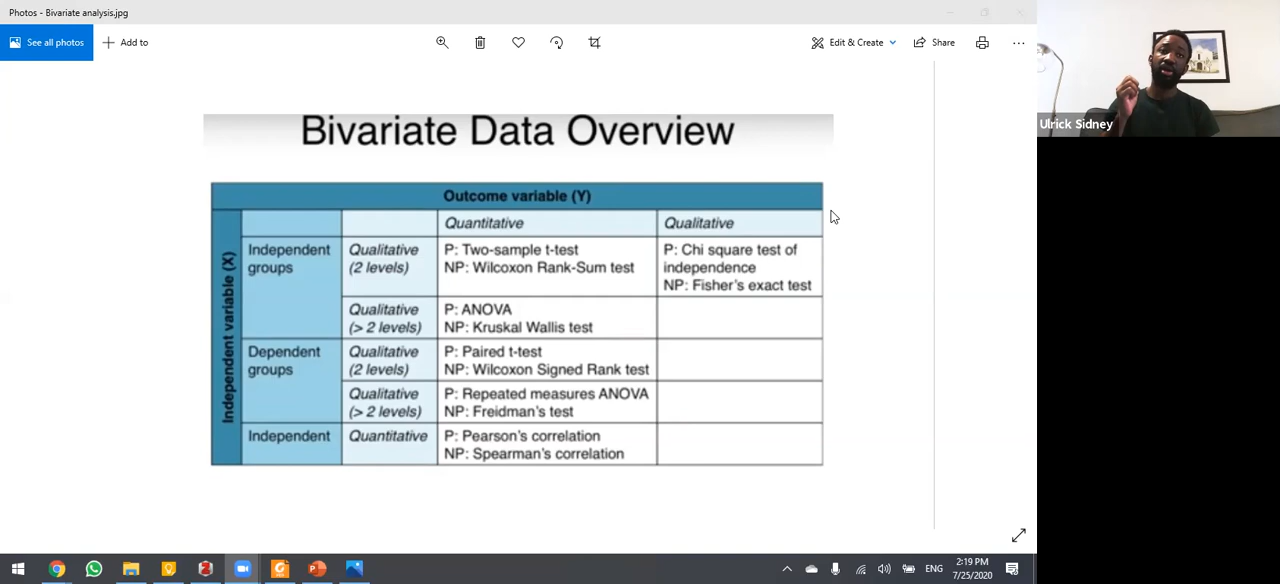 Photos - Bivariate analysis.jpg
See all photos
Add to
Edit & Create
Share
Ulrick Sidney
Bivariate Data Overview
Outcome variable (Y)
Independent variable (X)
Quantitative
Qualitative
Independent
groups
Qualitative
(2 levels)
P: Two-sample t-test
NP: Wilcoxon Rank-Sum test
P: Chi square test of
independence
NP: Fisher's exact test
Qualitative
(> 2 levels)
P: ANOVA
NP: Kruskal Wallis test
Dependent
groups
Qualitative
(2 levels)
P: Paired t-test
NP: Wilcoxon Signed Rank test
Qualitative
(> 2 levels)
P: Repeated measures ANOVA
NP: Freidman's test
Independent
Quantitative
P: Pearson's correlation
NP: Spearman's correlation
ENG
2:19 PM
7/25/2020